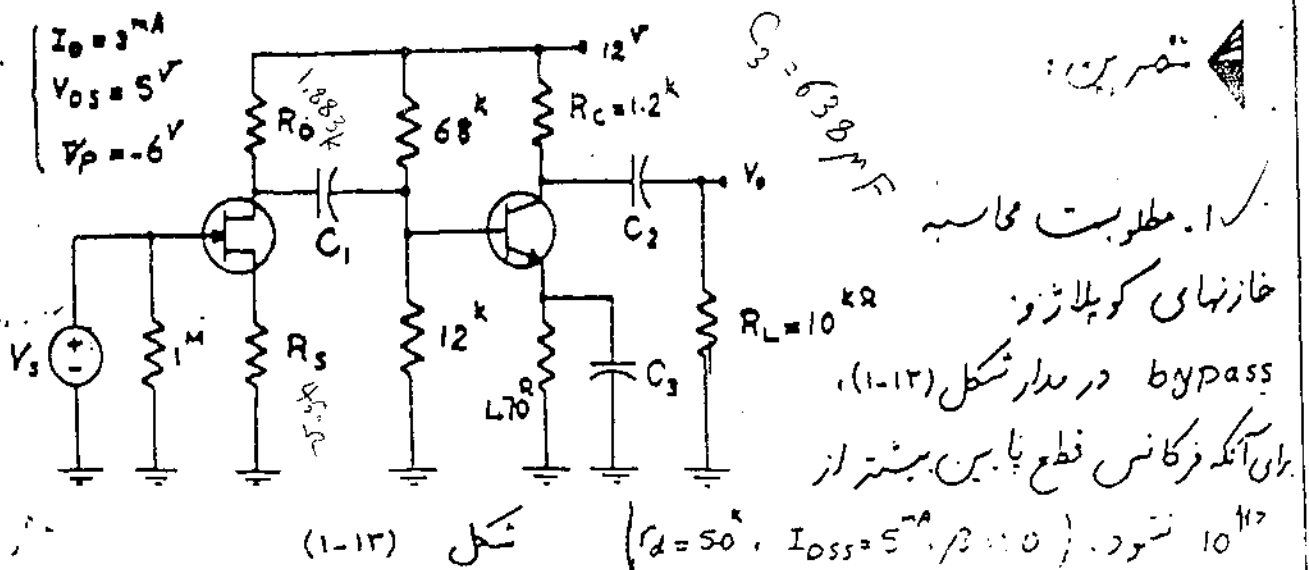 I_D = 3^mA
V_DS = 5^V
V_P = -6^V
12^V
R_D
1.883K
68^k
R_C = 1.2^k
C_3 = 638 μF
C_1
C_2
V_o
V_s
1^M
R_S
455
12^k
470^Ω
C_3
R_L = 10^kΩ
تمرین:
۱. مطلوبست محاسبه
خازنهای کوپلاژ و
bypass در مدار شکل (۱-۱۳)،
برای آنکه فرکانس قطع پایین بیشتر از
10^Hz نشود. (r_d = 50^k , I_DSS = 5^mA , β
شکل (۱-۱۳)